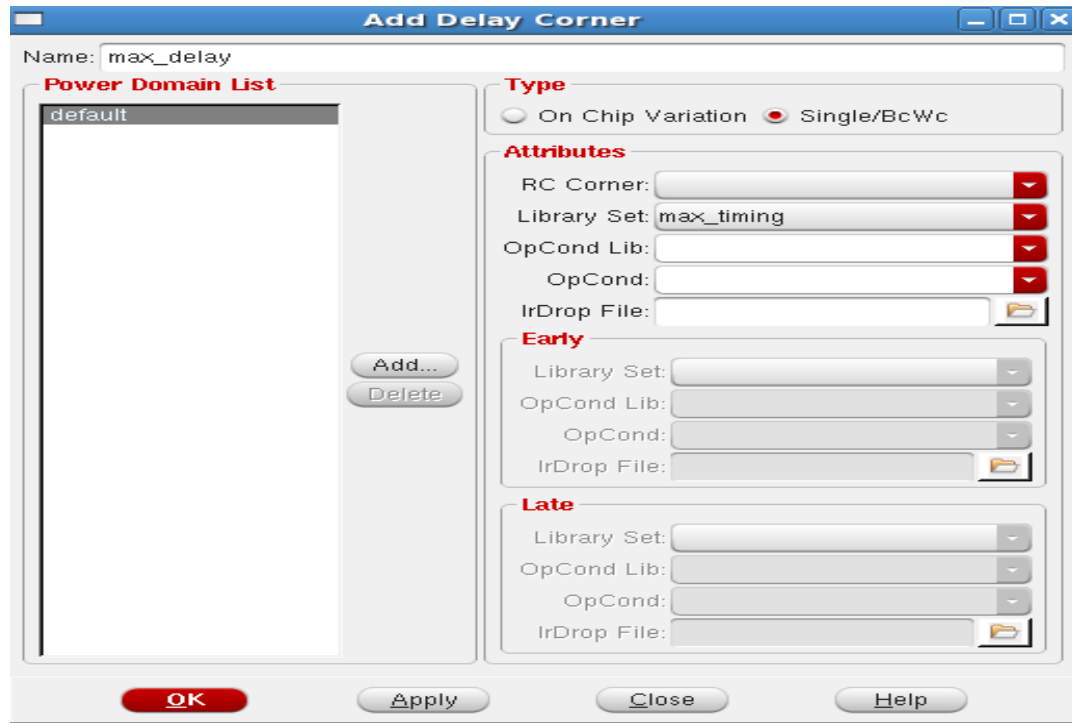 Add Delay Corner
Name: max_delay
Power Domain List
default
Add...
Delete
Type
On Chip Variation Single/BcWc
Attributes
RC Corner:
Library Set: max_timing
OpCond Lib:
OpCond:
IrDrop File:
Early
Library Set:
OpCond Lib:
OpCond:
IrDrop File:
Late
Library Set:
OpCond Lib:
OpCond:
IrDrop File:
OK Apply Close Help